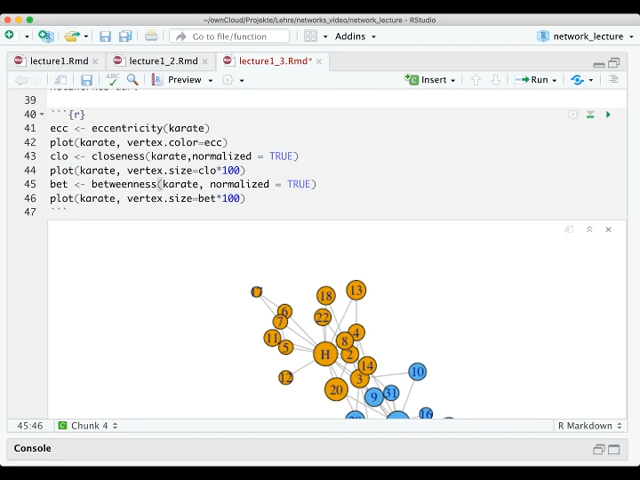 ~/ownCloud/Projekte/Lehre/networks_video/network_lecture - RStudio
Go to file/function
Addins
network_lecture
lecture1.Rmd
lecture1_2.Rmd
lecture1_3.Rmd*
ABC
Preview
Insert
Run
39
40 ```{r}
41 ecc <- eccentricity(karate)
42 plot(karate, vertex.color=ecc)
43 clo <- closeness(karate,normalized = TRUE)
44 plot(karate, vertex.size=clo*100)
45 bet <- betweenness(karate, normalized = TRUE)
46 plot(karate, vertex.size=bet*100)
47 ```
18
13
6
22
7
4
11
8
5
H
2
14
10
12
3
20
9
31
16
45:46
Chunk 4
R Markdown
Console